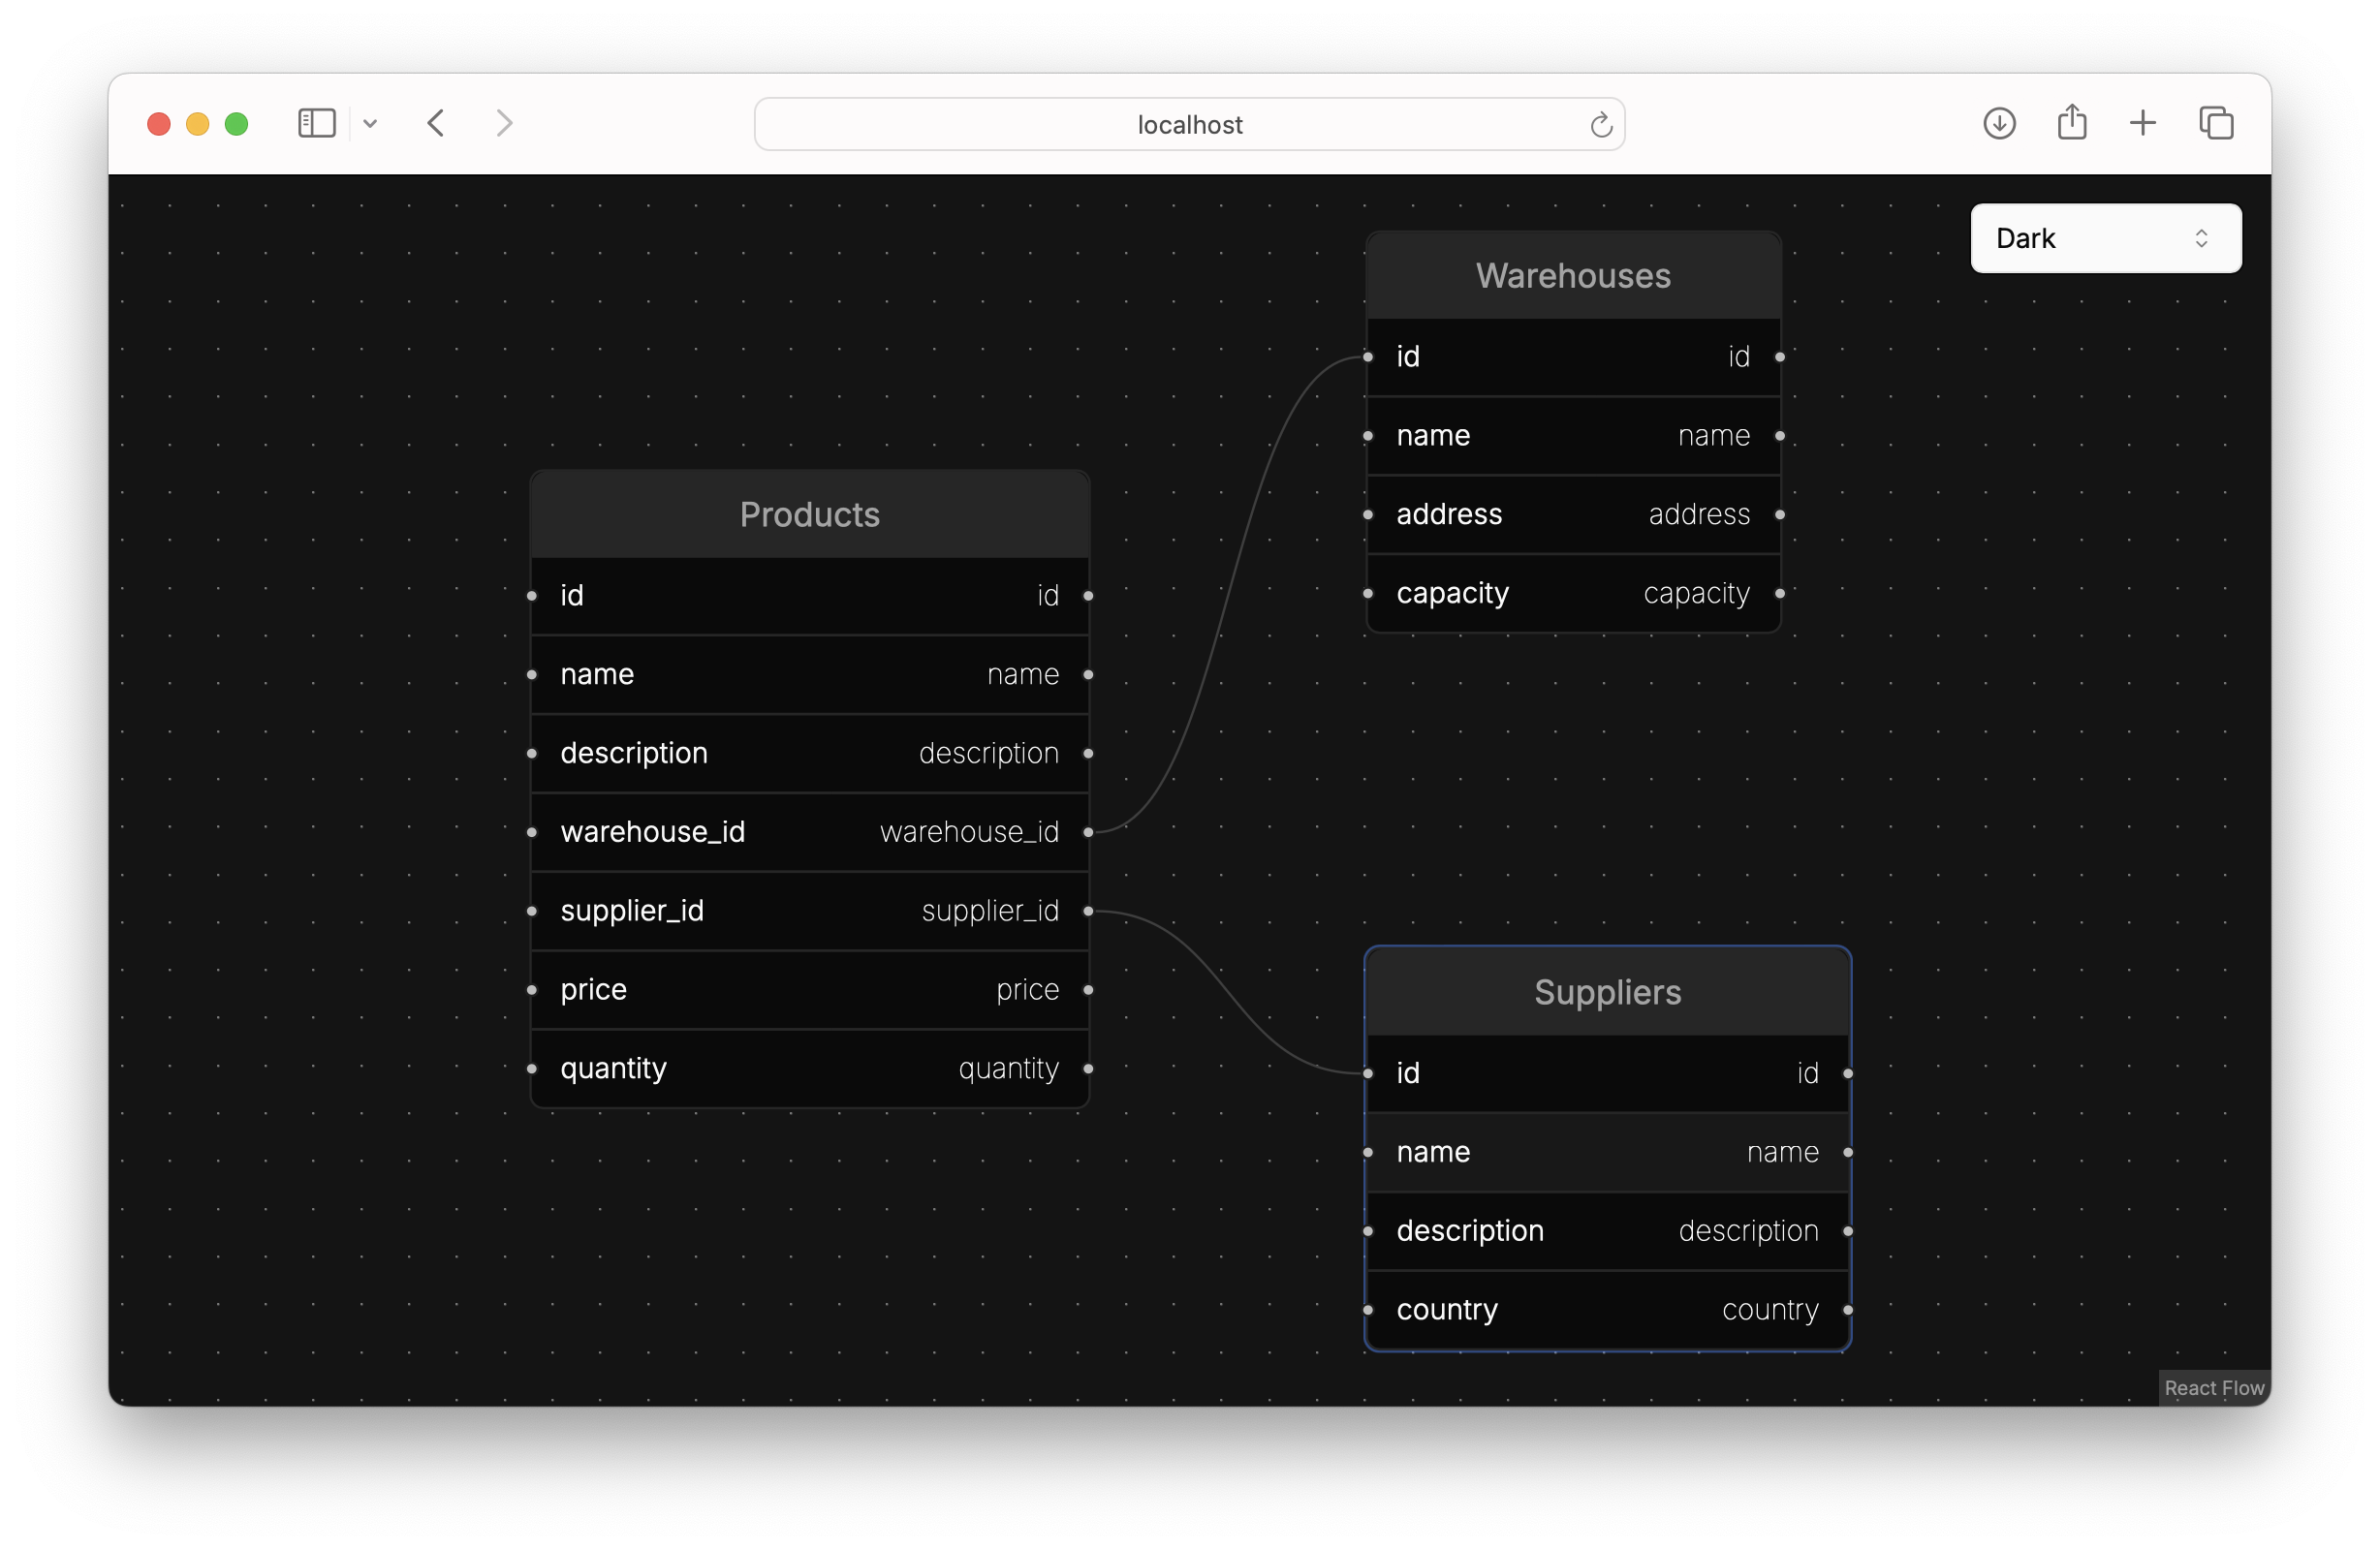 localhost
Dark
Warehouses
id id
name name
address address
capacity capacity
Products
id id
name name
description description
warehouse_id warehouse_id
supplier_id supplier_id
price price
quantity quantity
Suppliers
id id
name name
description description
country country
React Flow